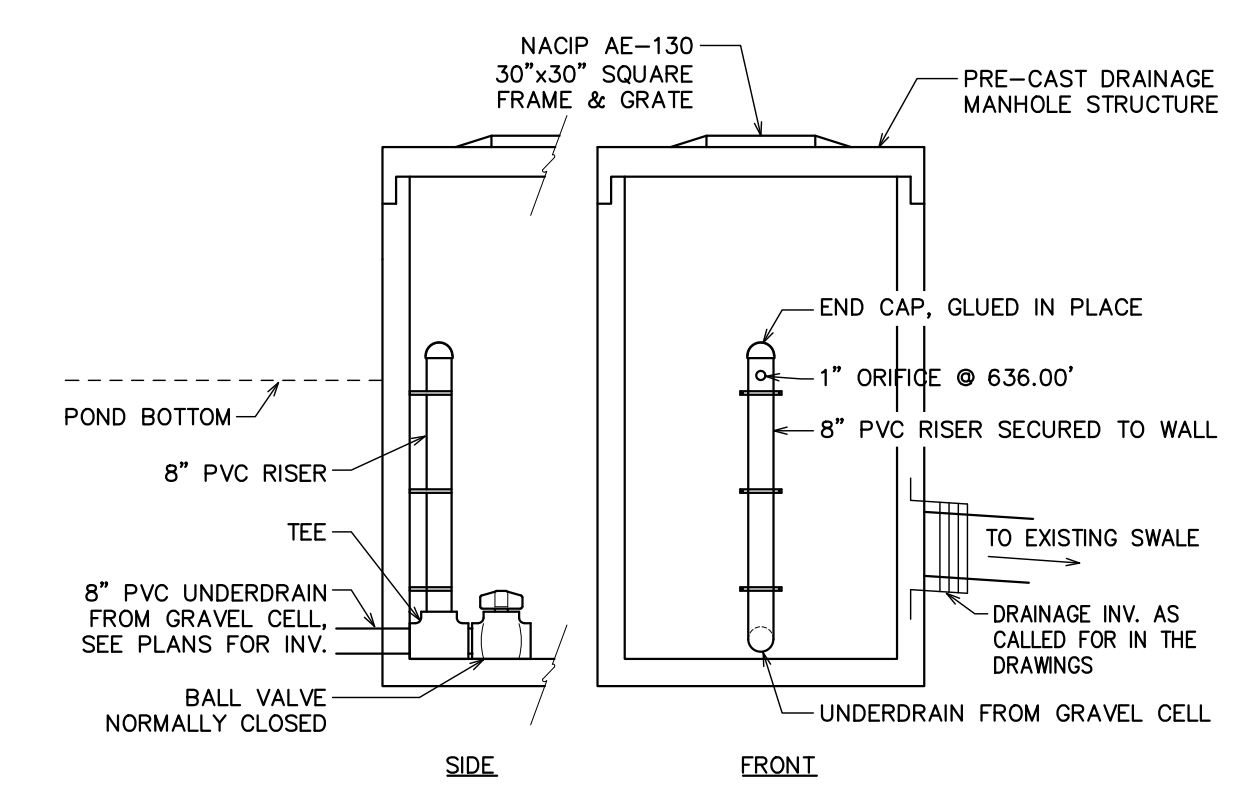 NACIP AE-130
30"x30" SQUARE
FRAME & GRATE
PRE-CAST DRAINAGE
MANHOLE STRUCTURE
END CAP, GLUED IN PLACE
1" ORIFICE @ 636.00'
POND BOTTOM
8" PVC RISER SECURED TO WALL
8" PVC RISER
TEE
TO EXISTING SWALE
8" PVC UNDERDRAIN
FROM GRAVEL CELL,
SEE PLANS FOR INV.
DRAINAGE INV. AS
CALLED FOR IN THE
DRAWINGS
BALL VALVE
NORMALLY CLOSED
UNDERDRAIN FROM GRAVEL CELL
SIDE
FRONT